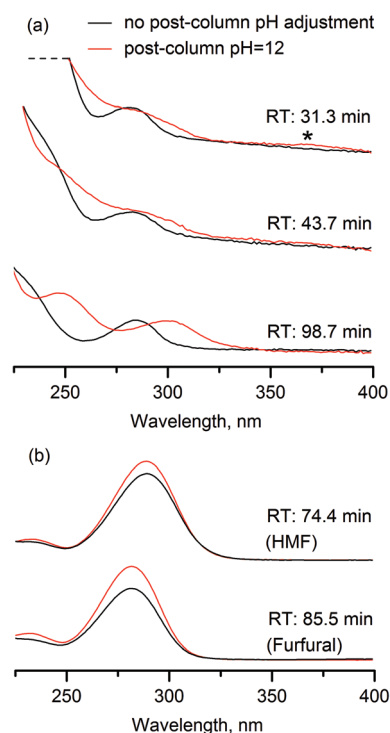 (a)
no post-column pH adjustment
post-column pH=12
RT: 31.3 min
*
RT: 43.7 min
RT: 98.7 min
250 300 350 400
Wavelength, nm
(b)
RT: 74.4 min
(HMF)
RT: 85.5 min
(Furfural)
250 300 350 400
Wavelength, nm